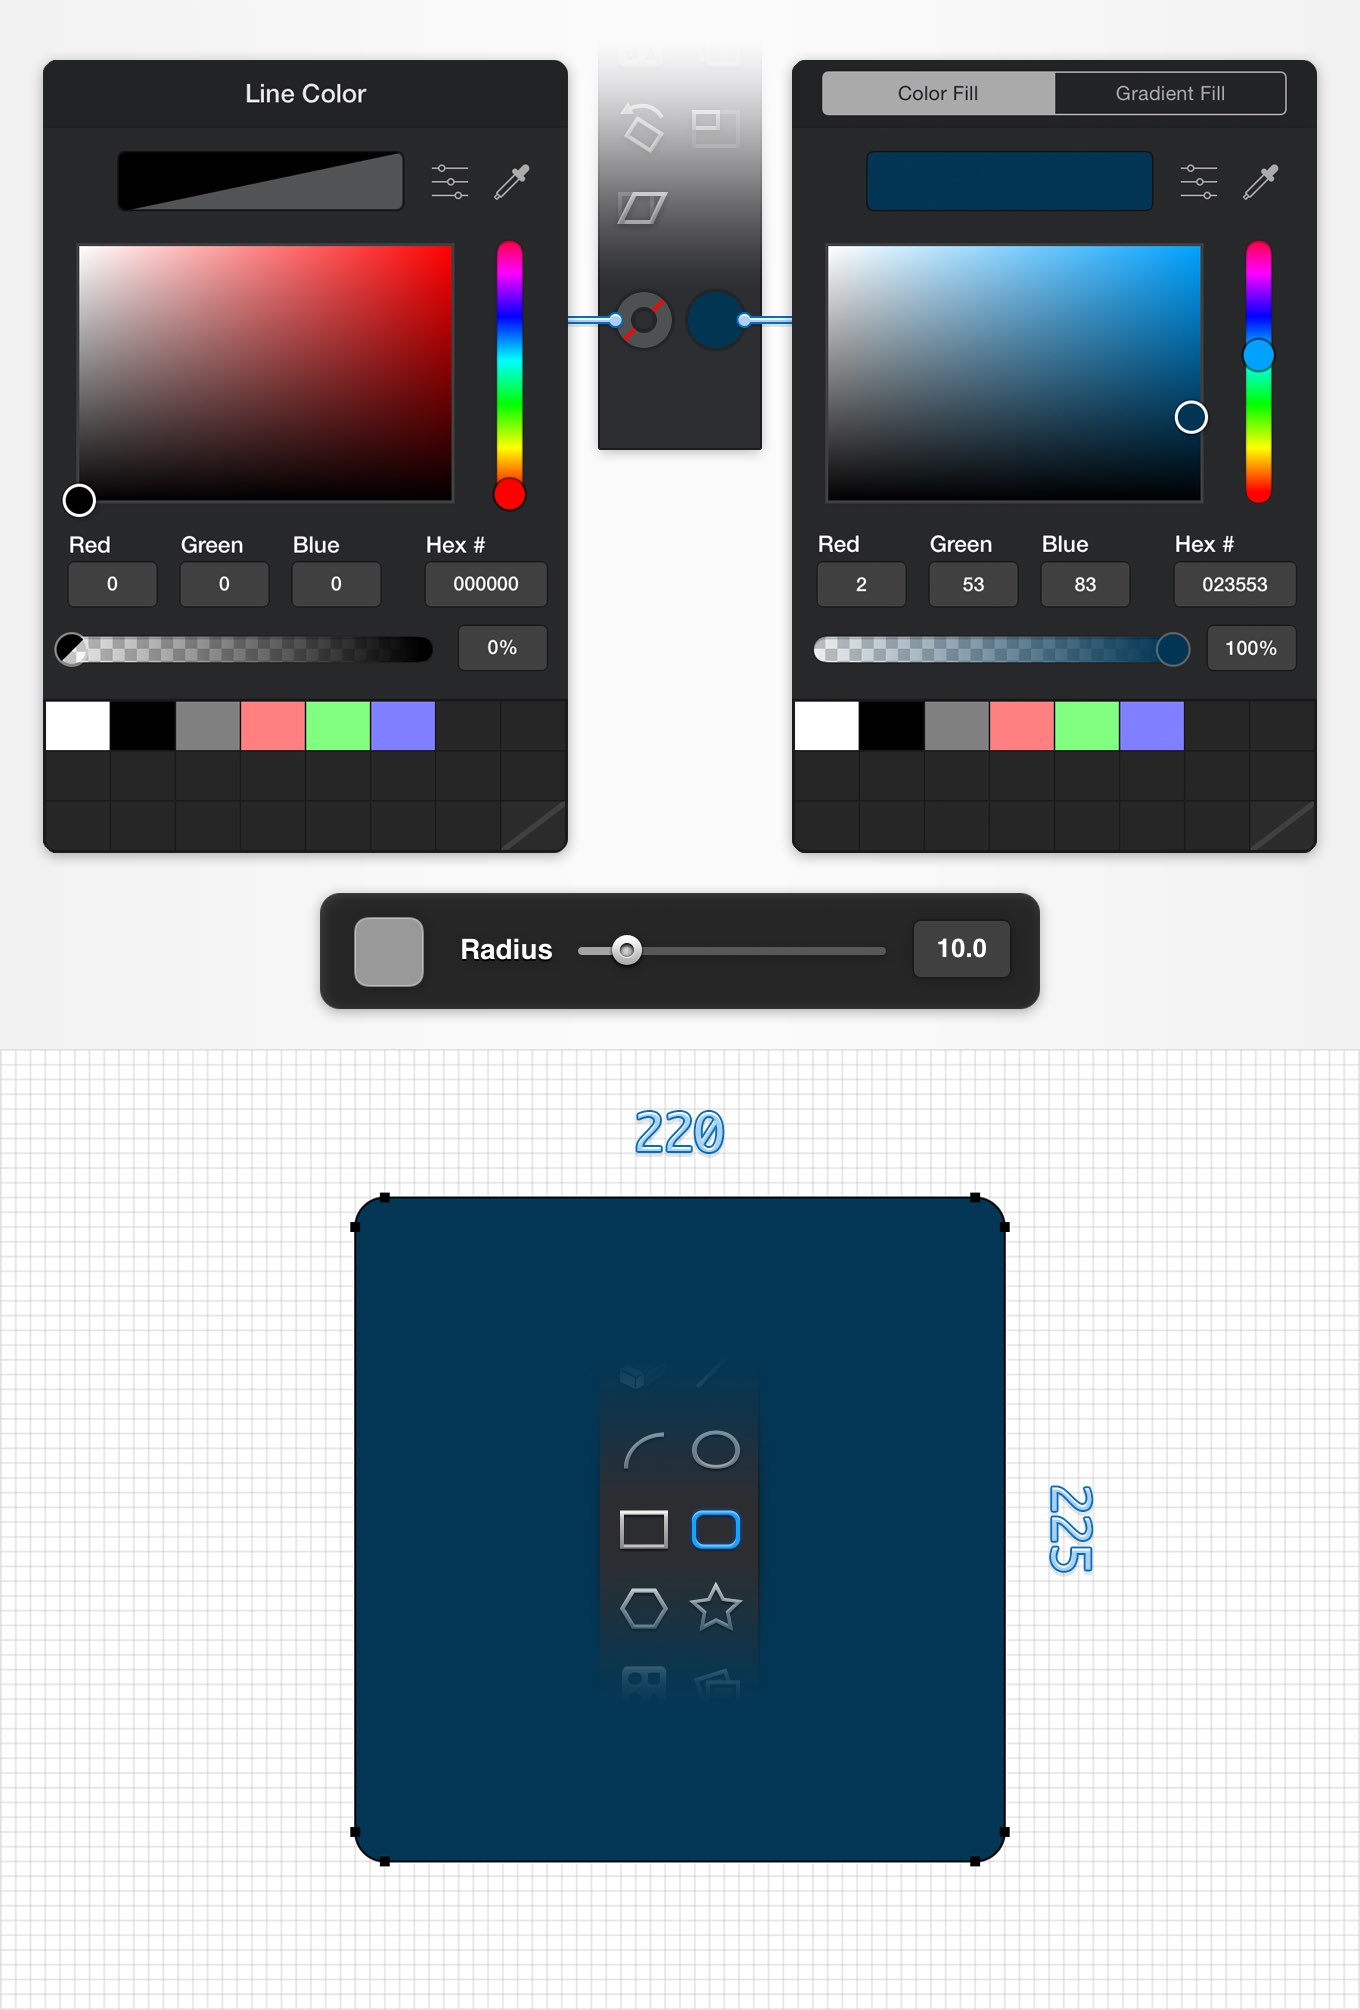 Line Color
Red Green Blue Hex #
0 0 0 000000
0%
Color Fill Gradient Fill
Red Green Blue Hex #
2 53 83 023553
100%
Radius 10.0
220
225